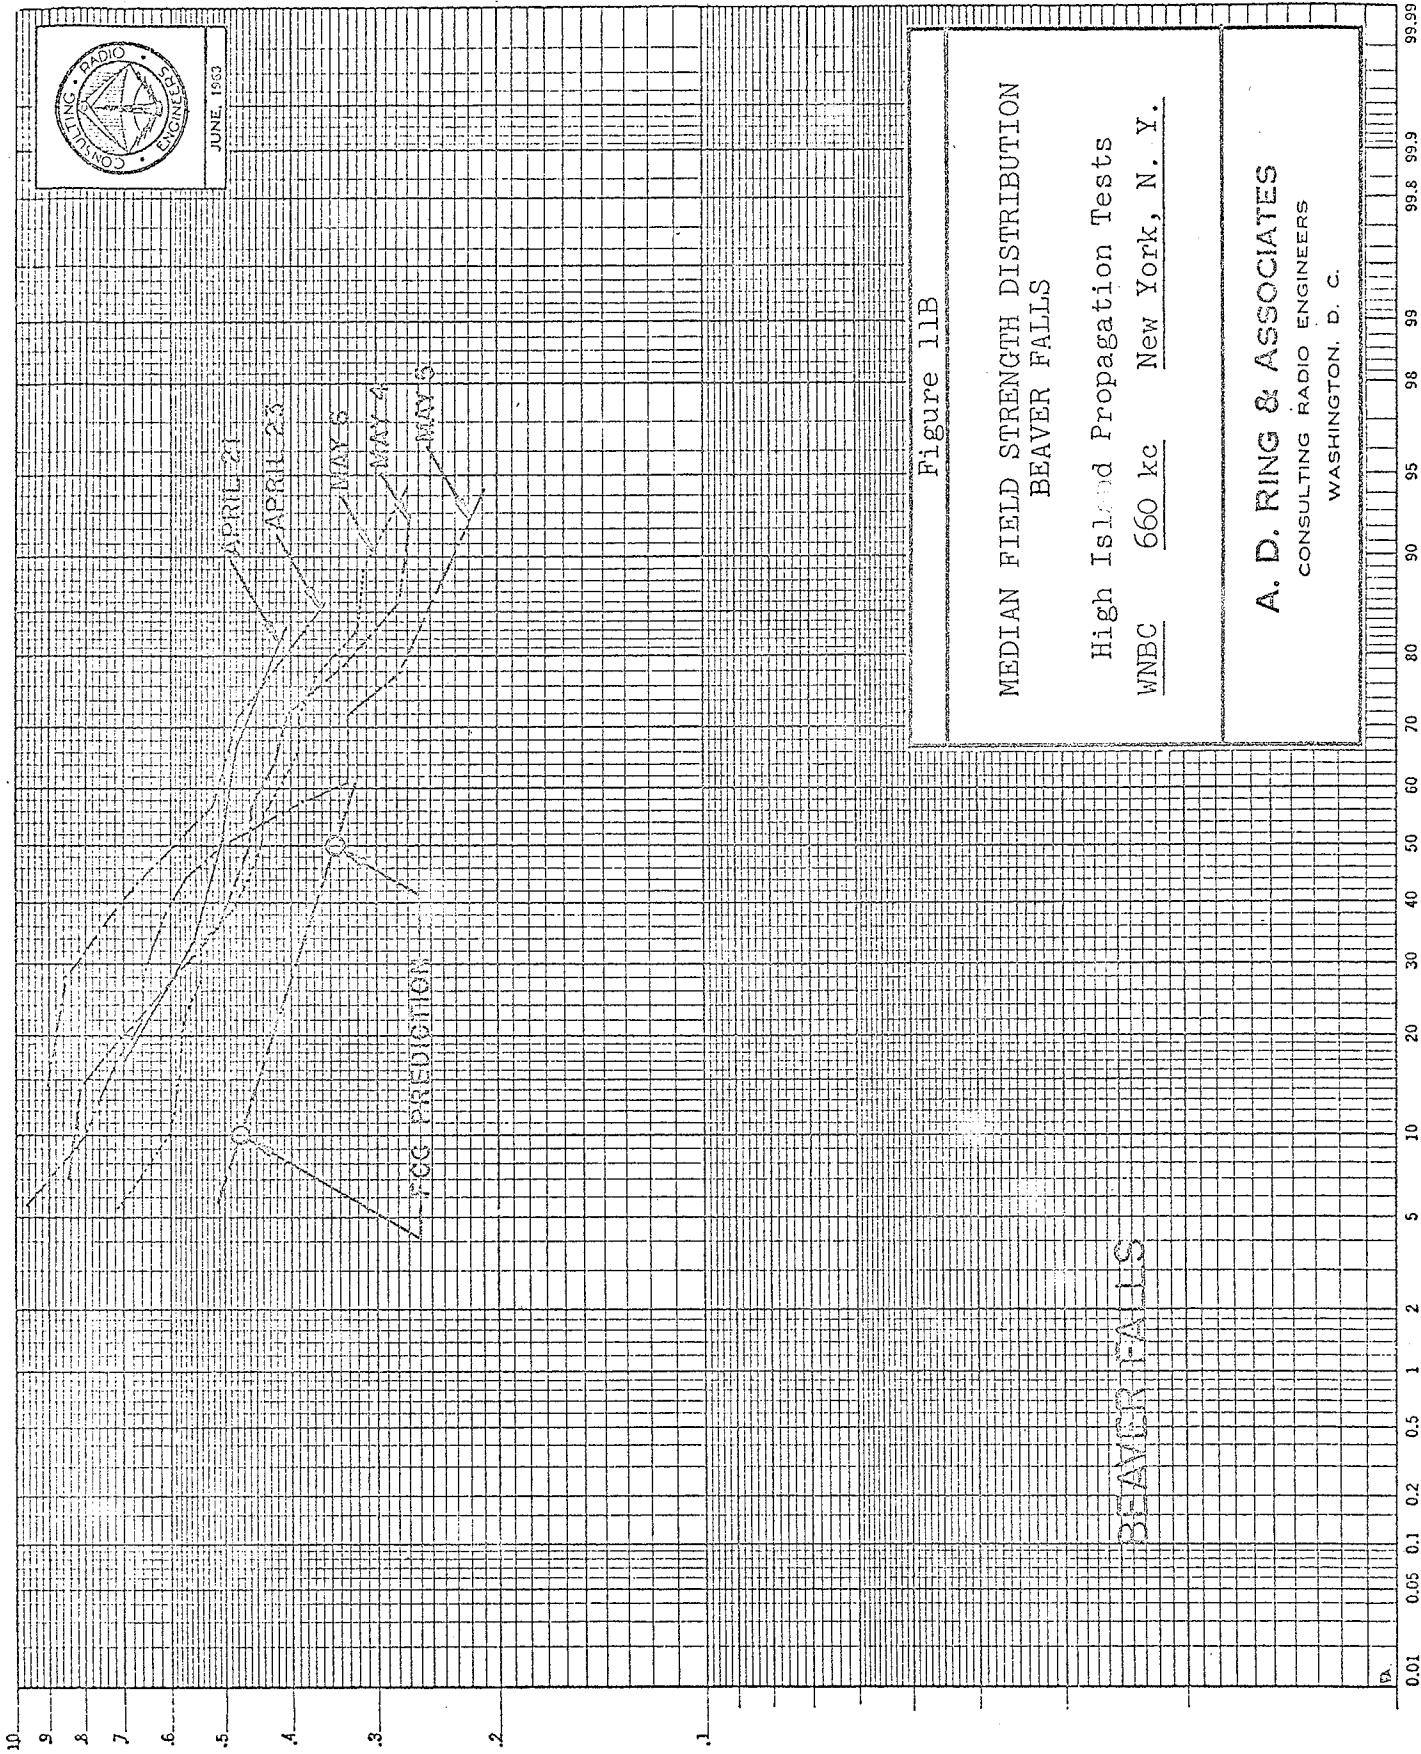 CONSULTING · RADIO · ENGINEERS ·
JUNE, 1963
Figure 11B
MEDIAN FIELD STRENGTH DISTRIBUTION
BEAVER FALLS
High Island Propagation Tests
WNBC 660 kc New York, N. Y.
A. D. RING & ASSOCIATES
CONSULTING RADIO ENGINEERS
WASHINGTON. D. C.
APRIL 21
APRIL 23
MAY 6
MAY 4
MAY
FCC PREDICTION
BEAVER FALLS
10
.9
.8
.7
.6
.5
.4
.3
.2
.1
0.01 0.05 0.1 0.2 0.5 1 2 5 10 20 30 40 50 60 70 80 90 95 98 99 99.8 99.9 99.99